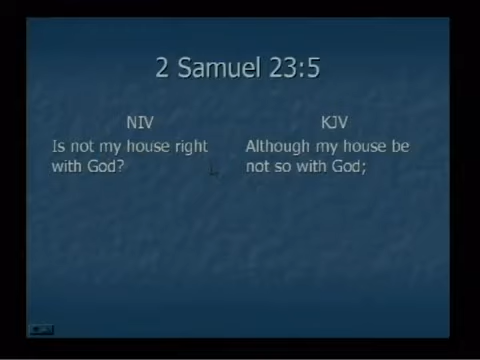 2 Samuel 23:5
NIV
Is not my house right
with God?
KJV
Although my house be
not so with God;